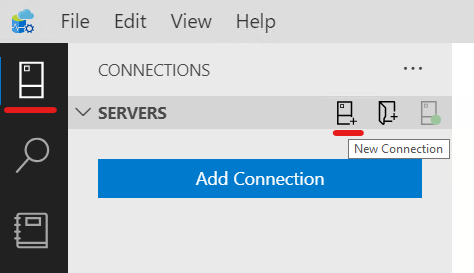 File Edit View Help
CONNECTIONS
SERVERS
New Connection
Add Connection